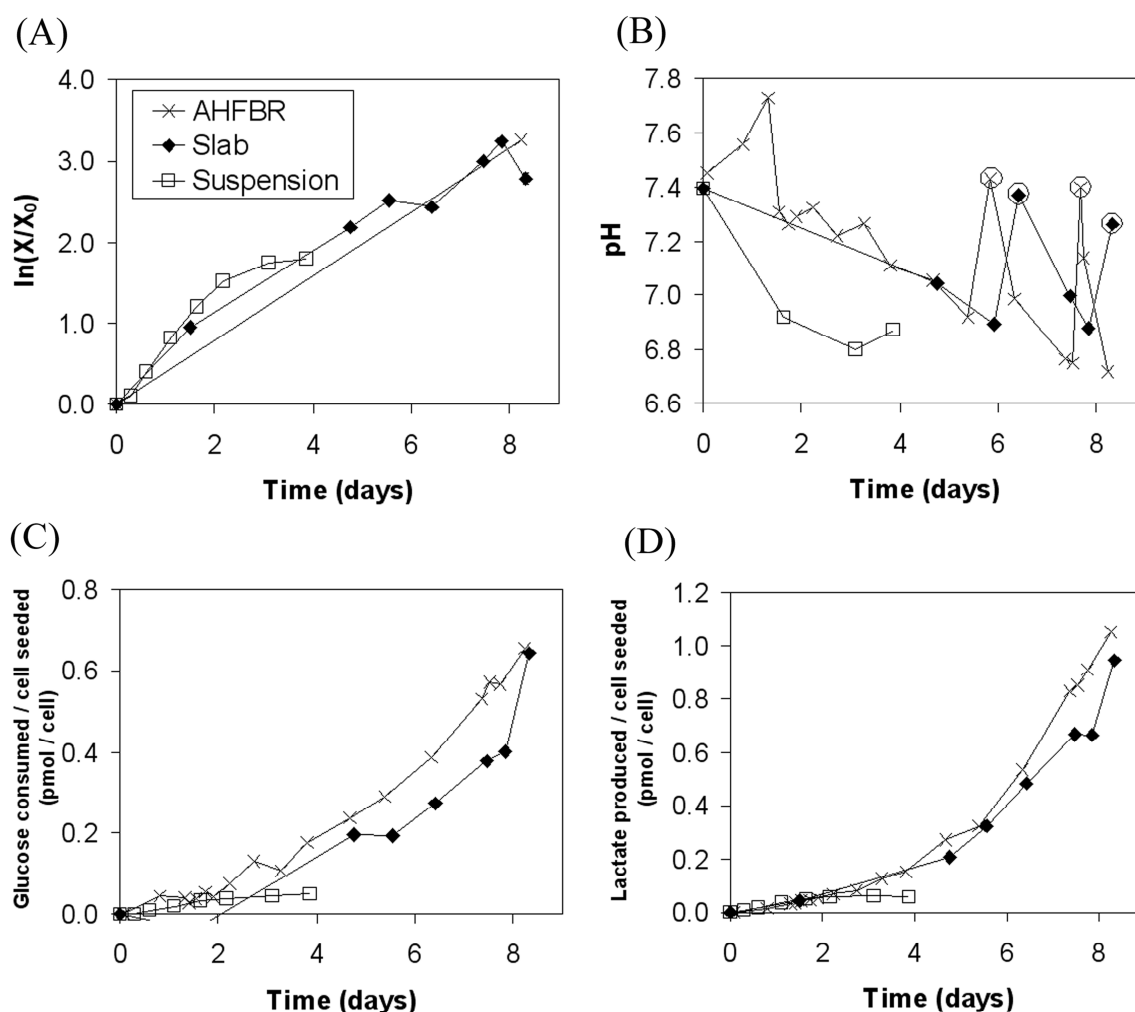 (A)
4.0
3.0
2.0
1.0
0.0
ln(X/X₀)
AHFBR
Slab
Suspension
0 2 4 6 8
Time (days)
(B)
7.8
7.6
7.4
7.2
7.0
6.8
6.6
pH
0 2 4 6 8
Time (days)
(C)
0.8
0.6
0.4
0.2
0.0
Glucose consumed / cell seeded
(pmol / cell)
0 2 4 6 8
Time (days)
(D)
1.2
1.0
0.8
0.6
0.4
0.2
0.0
Lactate produced / cell seeded
(pmol / cell)
0 2 4 6 8
Time (days)